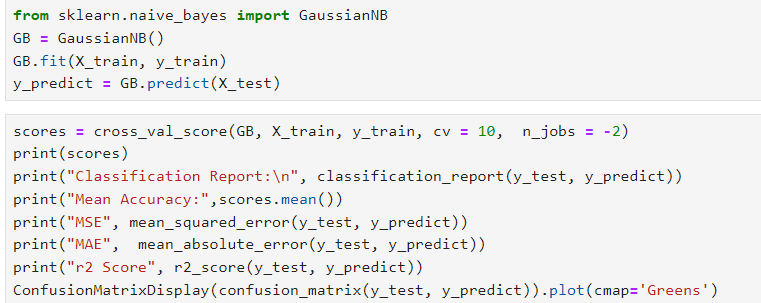 from sklearn.naive_bayes import GaussianNB
GB = GaussianNB()
GB.fit(X_train, y_train)
y_predict = GB.predict(X_test)
scores = cross_val_score(GB, X_train, y_train, cv = 10,  n_jobs = -2)
print(scores)
print("Classification Report:\n", classification_report(y_test, y_predict))
print("Mean Accuracy:",scores.mean())
print("MSE", mean_squared_error(y_test, y_predict))
print("MAE",  mean_absolute_error(y_test, y_predict))
print("r2 Score", r2_score(y_test, y_predict))
ConfusionMatrixDisplay(confusion_matrix(y_test, y_predict)).plot(cmap='Greens')